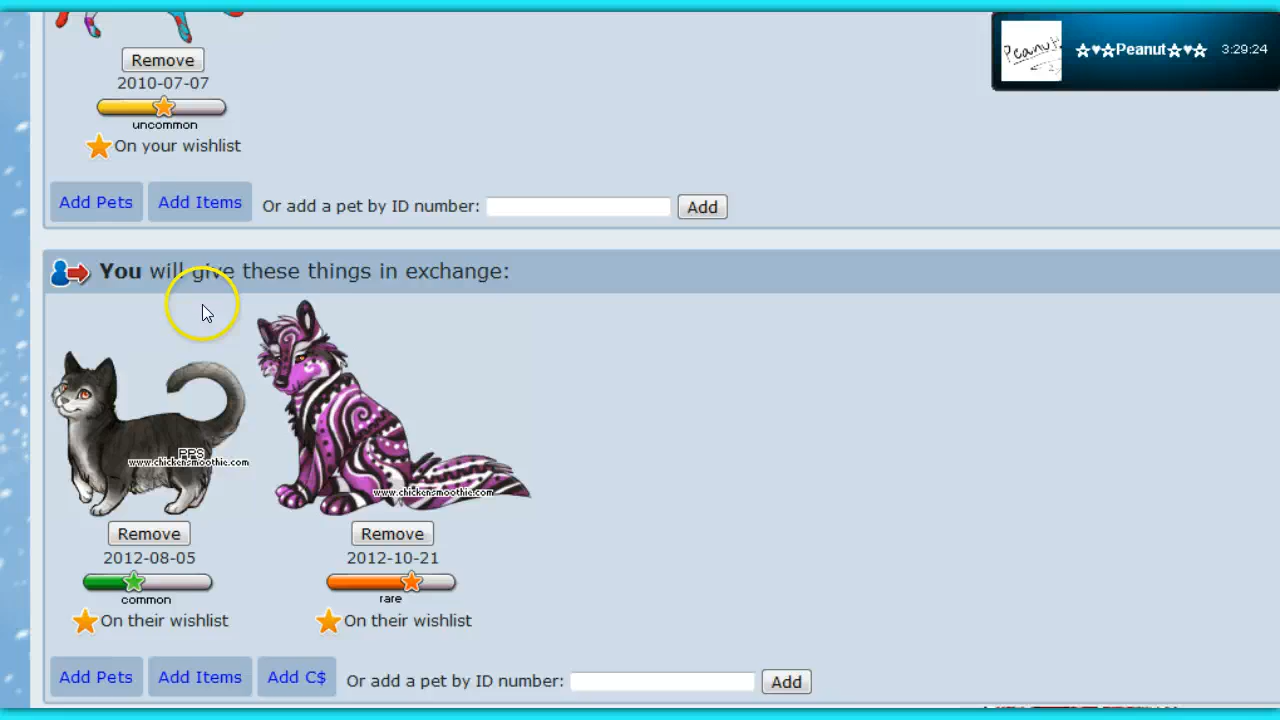 Peanut
☆♥☆Peanut☆♥☆ 3:29:24
Remove
2010-07-07
uncommon
On your wishlist
Add Pets Add Items Or add a pet by ID number: Add
You will give these things in exchange:
PPS
www.chickensmoothie.com
www.chickensmoothie.com
Remove Remove
2012-08-05 2012-10-21
common rare
On their wishlist On their wishlist
Add Pets Add Items Add C$ Or add a pet by ID number: Add